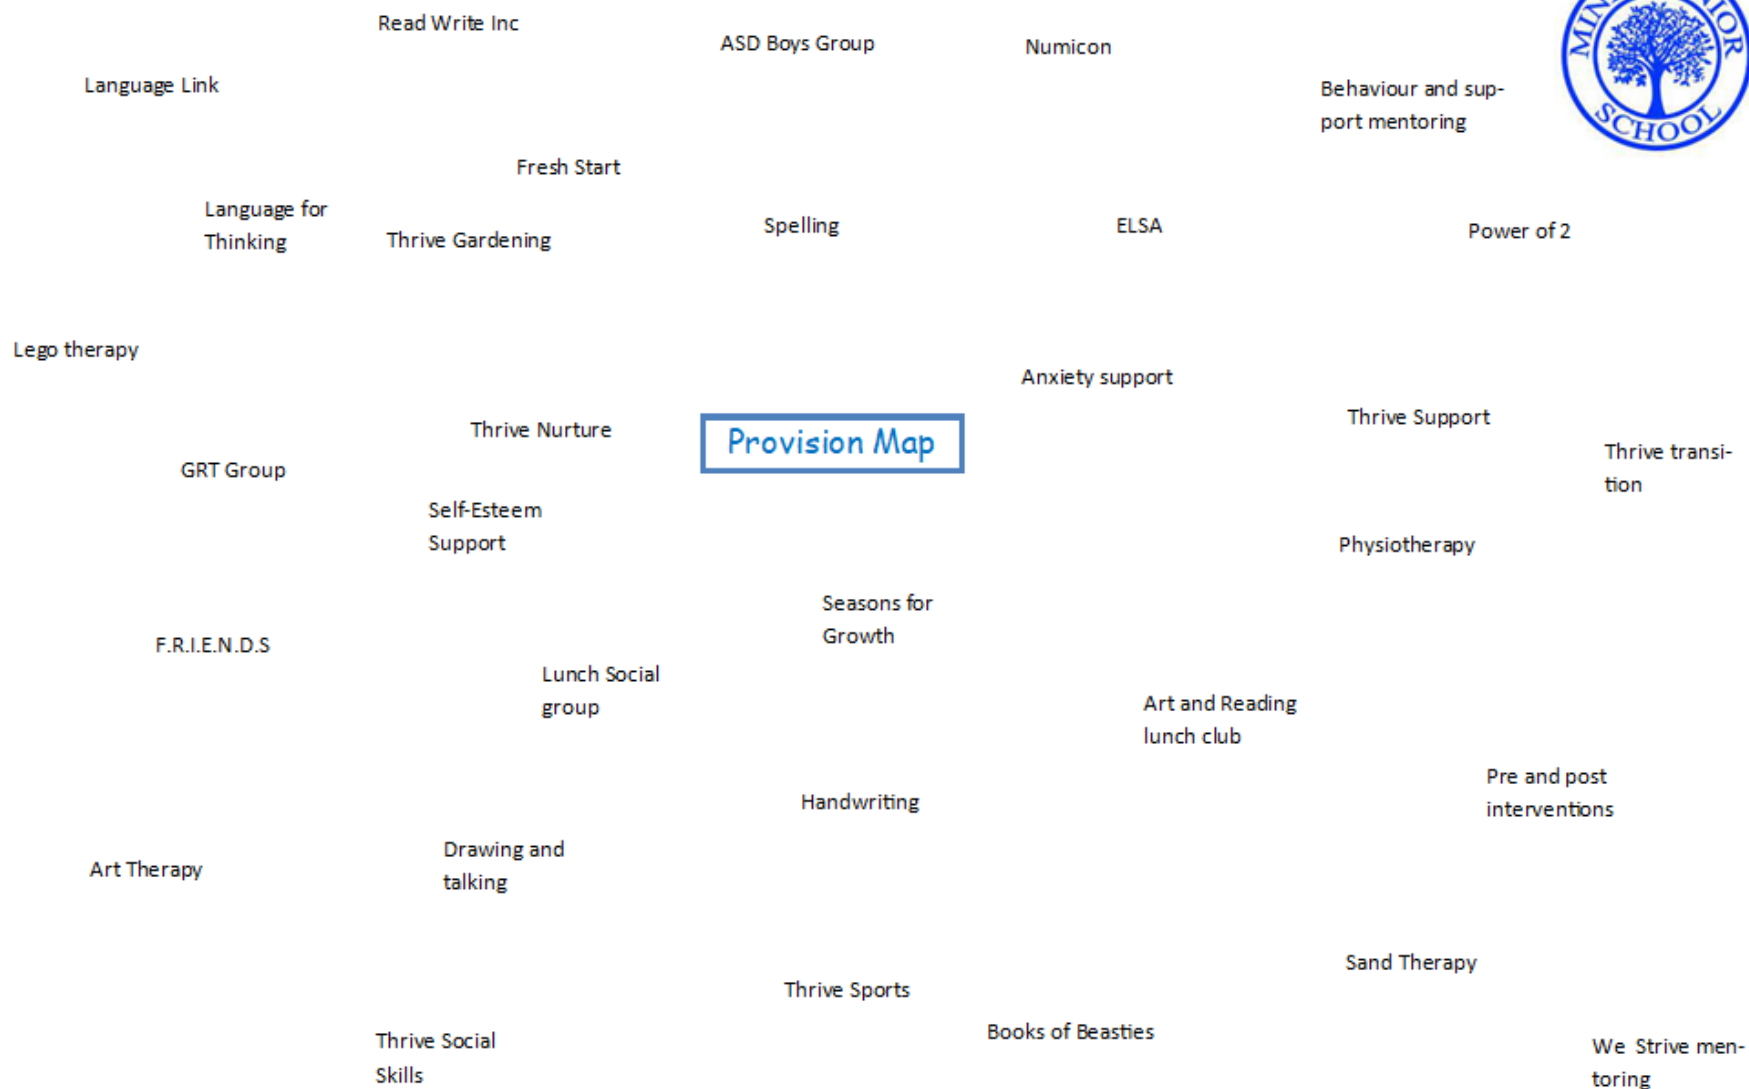 Read Write Inc
ASD Boys Group
Numicon
SCHOOL
Language Link
Behaviour and sup-
port mentoring
Fresh Start
Language for
Thinking
Thrive Gardening
Spelling
ELSA
Power of 2
Lego therapy
Anxiety support
Thrive Nurture
Provision Map
Thrive Support
Thrive transi-
tion
GRT Group
Self-Esteem
Support
Physiotherapy
Seasons for
Growth
F.R.I.E.N.D.S
Lunch Social
group
Art and Reading
lunch club
Pre and post
interventions
Handwriting
Art Therapy
Drawing and
talking
Sand Therapy
Thrive Sports
Books of Beasties
Thrive Social
Skills
We Strive men-
toring